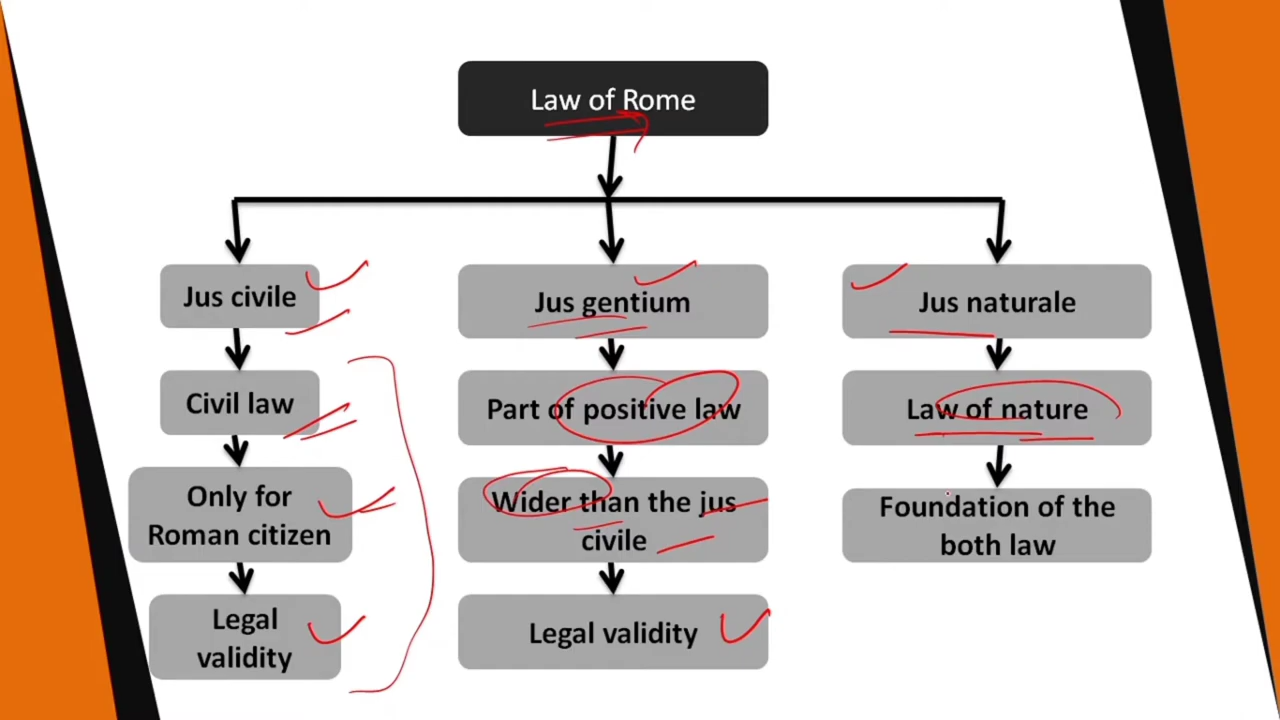 Law of Rome
Jus civile
Civil law
Only for
Roman citizen
Legal
validity
Jus gentium
Part of positive law
Wider than the jus
civile
Legal validity
Jus naturale
Law of nature
Foundation of the
both law